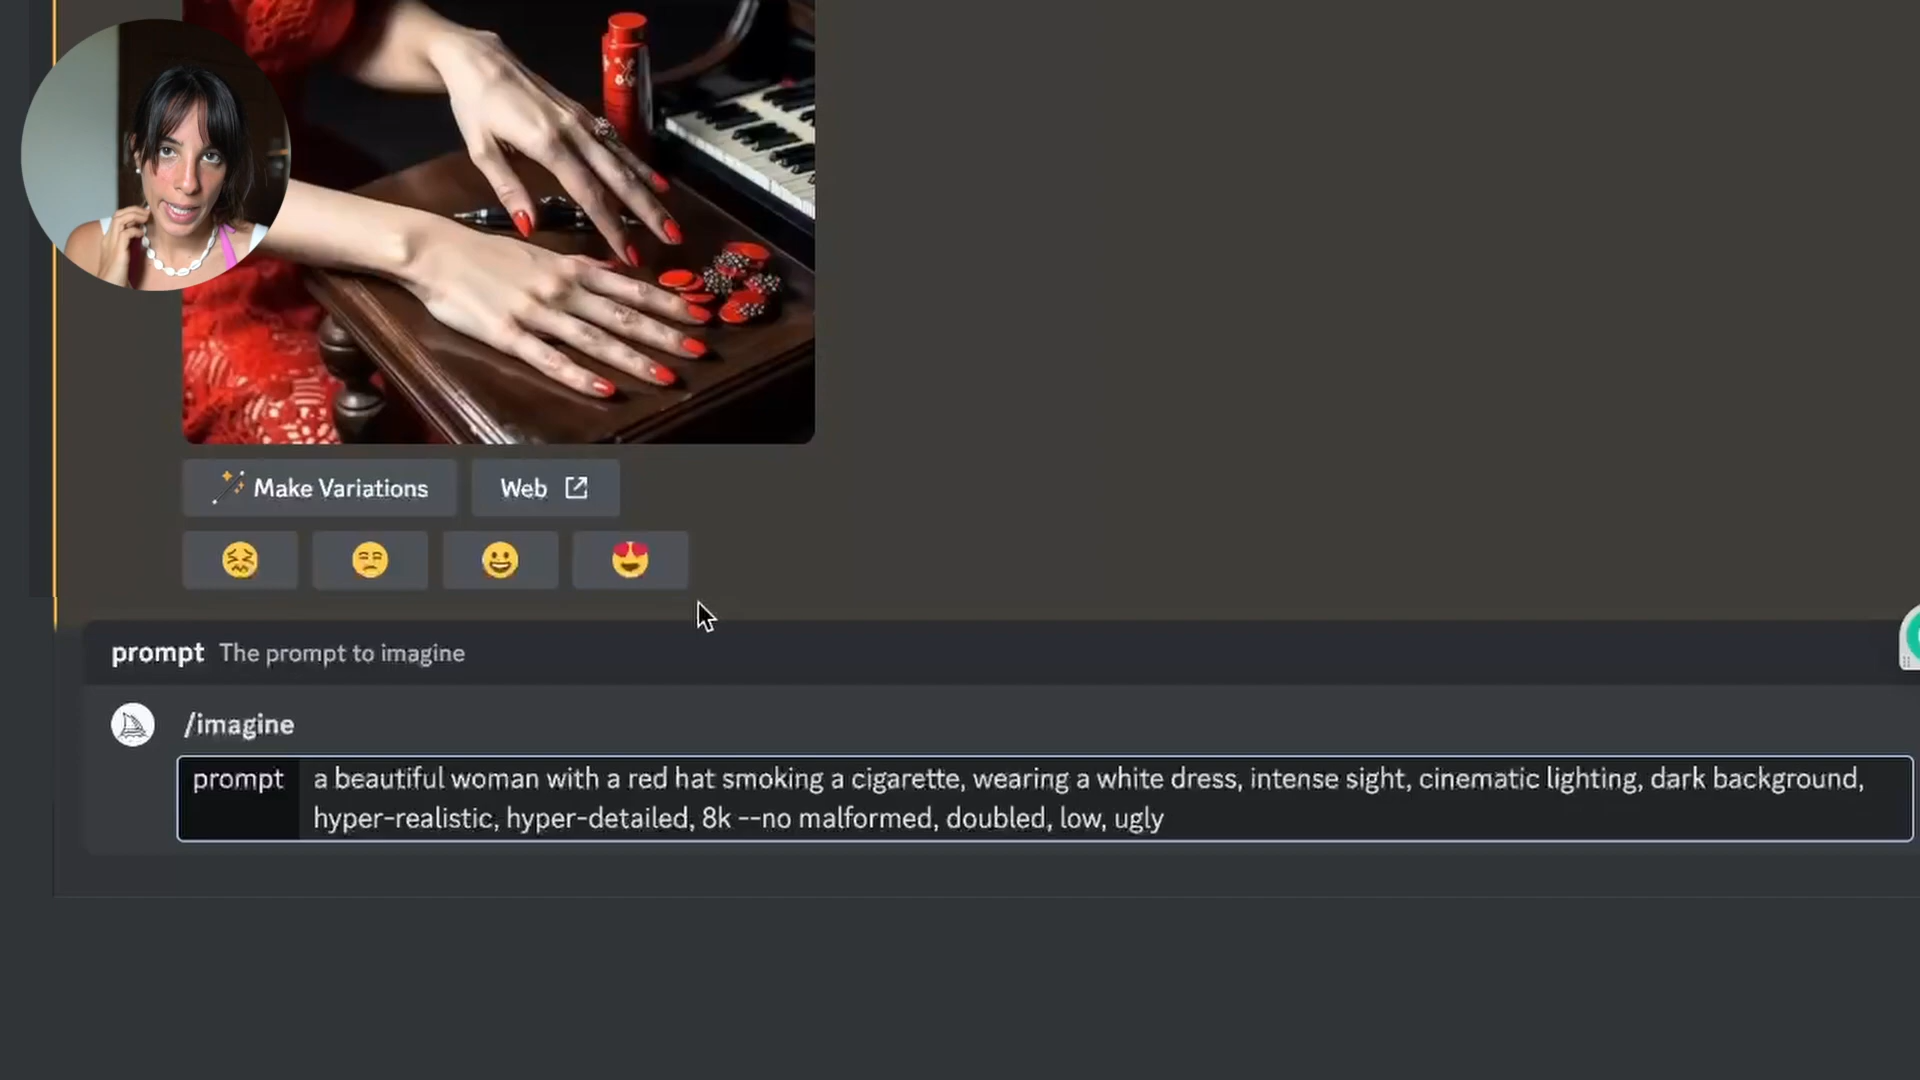 Make Variations
Web
prompt The prompt to imagine
/imagine
prompt a beautiful woman with a red hat smoking a cigarette, wearing a white dress, intense sight, cinematic lighting, dark background,
hyper-realistic, hyper-detailed, 8k --no malformed, doubled, low, ugly